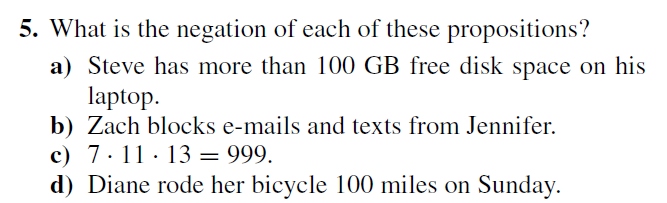 5. What is the negation of each of these propositions?
a) Steve has more than 100 GB free disk space on his
laptop.
b) Zach blocks e-mails and texts from Jennifer.
c) 7 · 11 · 13 = 999.
d) Diane rode her bicycle 100 miles on Sunday.